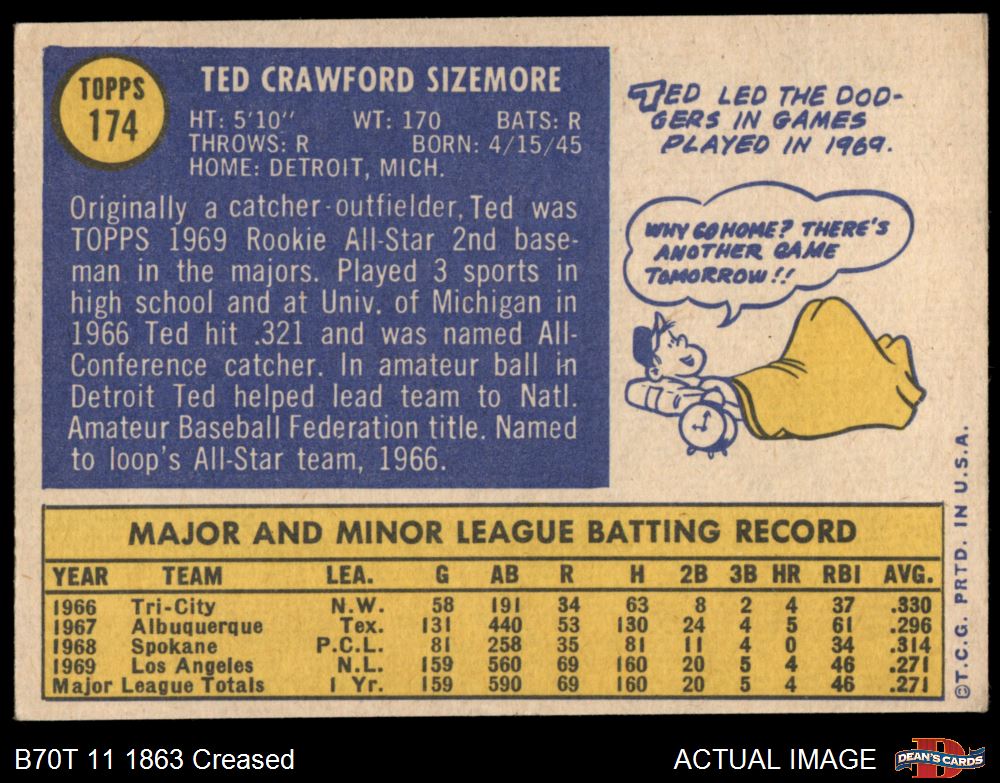 TOPPS
174
TED CRAWFORD SIZEMORE
HT: 5'10" WT: 170 BATS: R
THROWS: R BORN: 4/15/45
HOME: DETROIT, MICH.
Originally a catcher-outfielder, Ted was
TOPPS 1969 Rookie All-Star 2nd base-
man in the majors. Played 3 sports in
high school and at Univ. of Michigan in
1966 Ted hit .321 and was named All-
Conference catcher. In amateur ball in
Detroit Ted helped lead team to Natl.
Amateur Baseball Federation title. Named
to loop's All-Star team, 1966.
TED LED THE DOD-
GERS IN GAMES
PLAYED IN 1969.
WHY GO HOME? THERE'S
ANOTHER GAME
TOMORROW!!
MAJOR AND MINOR LEAGUE BATTING RECORD
YEAR TEAM LEA. G AB R H 2B 3B HR RBI AVG.
1966 Tri-City N.W. 58 191 34 63 8 2 4 37 .330
1967 Albuquerque Tex. 131 440 53 130 24 4 5 61 .296
1968 Spokane P.C.L. 81 258 35 81 11 4 0 34 .314
1969 Los Angeles N.L. 159 560 69 160 20 5 4 46 .271
Major League Totals 1 Yr. 159 590 69 160 20 5 4 46 .271
©T.C.G. PRTD. IN U.S.A.
B70T 11 1863 Creased
ACTUAL IMAGE
D
DEAN'S CARDS